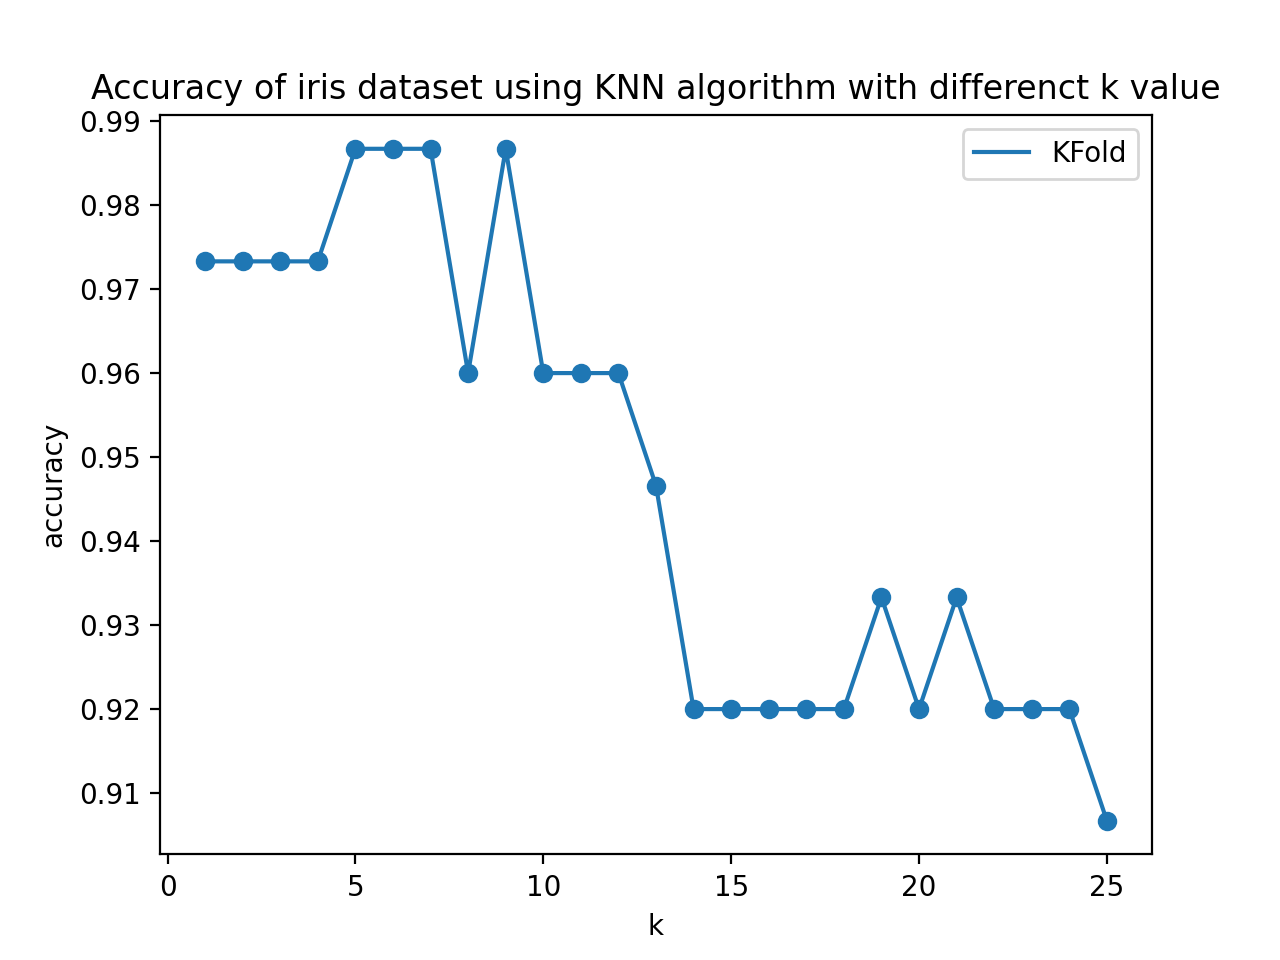 Accuracy of iris dataset using KNN algorithm with differenct k value
KFold
0.99
0.98
0.97
0.96
0.95
0.94
0.93
0.92
0.91
accuracy
0 5 10 15 20 25
k